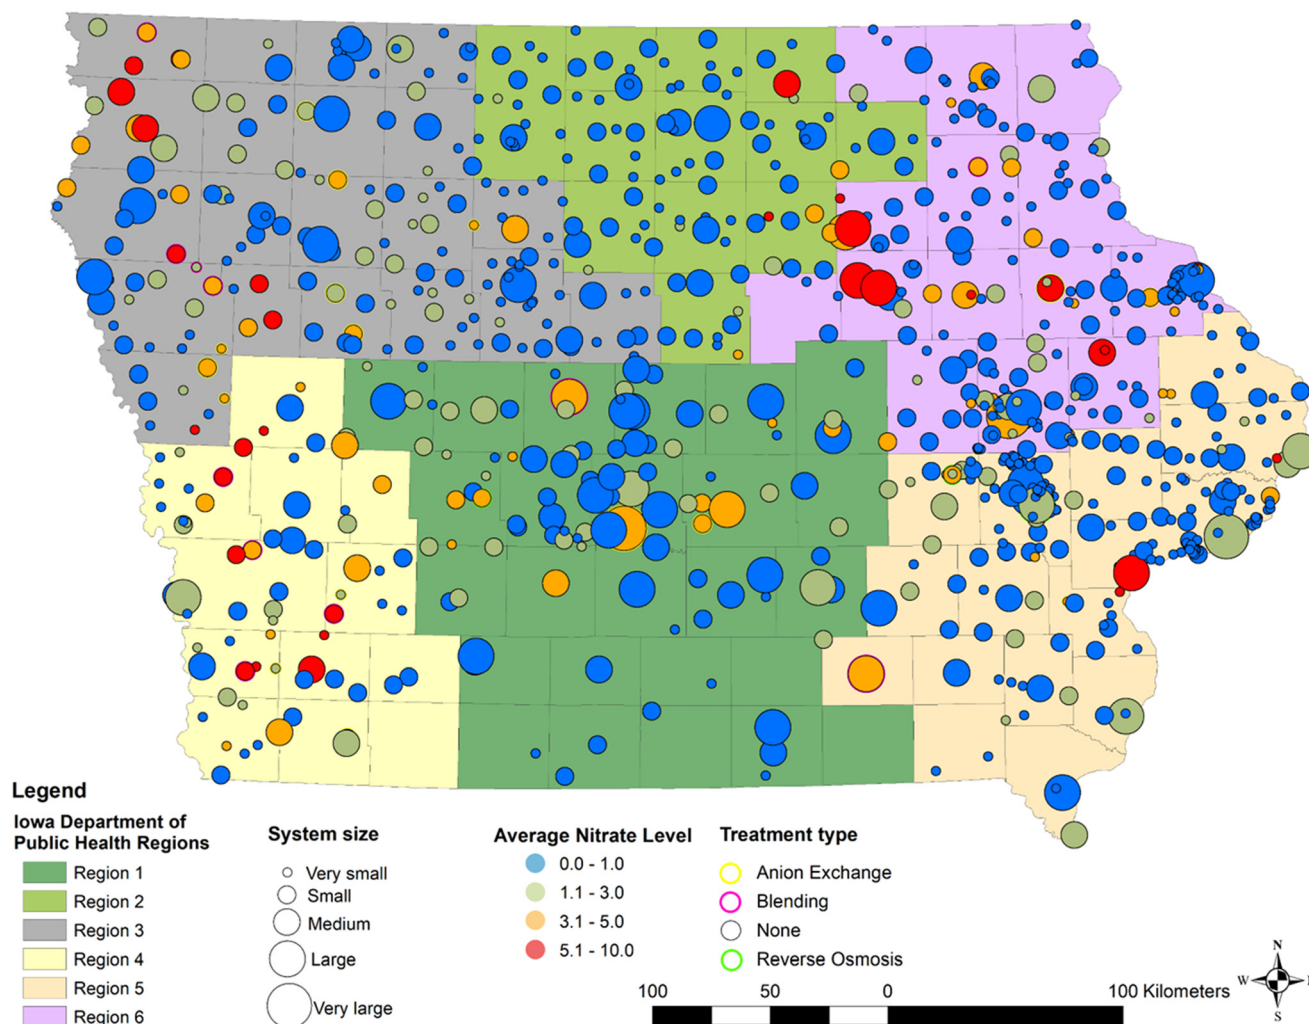 Legend
Iowa Department of
Public Health Regions
Region 1
Region 2
Region 3
Region 4
Region 5
Region 6
System size
Very small
Small
Medium
Large
Very large
Average Nitrate Level
0.0 - 1.0
1.1 - 3.0
3.1 - 5.0
5.1 - 10.0
Treatment type
Anion Exchange
Blending
None
Reverse Osmosis
100 50 0 100 Kilometers
N
W
S